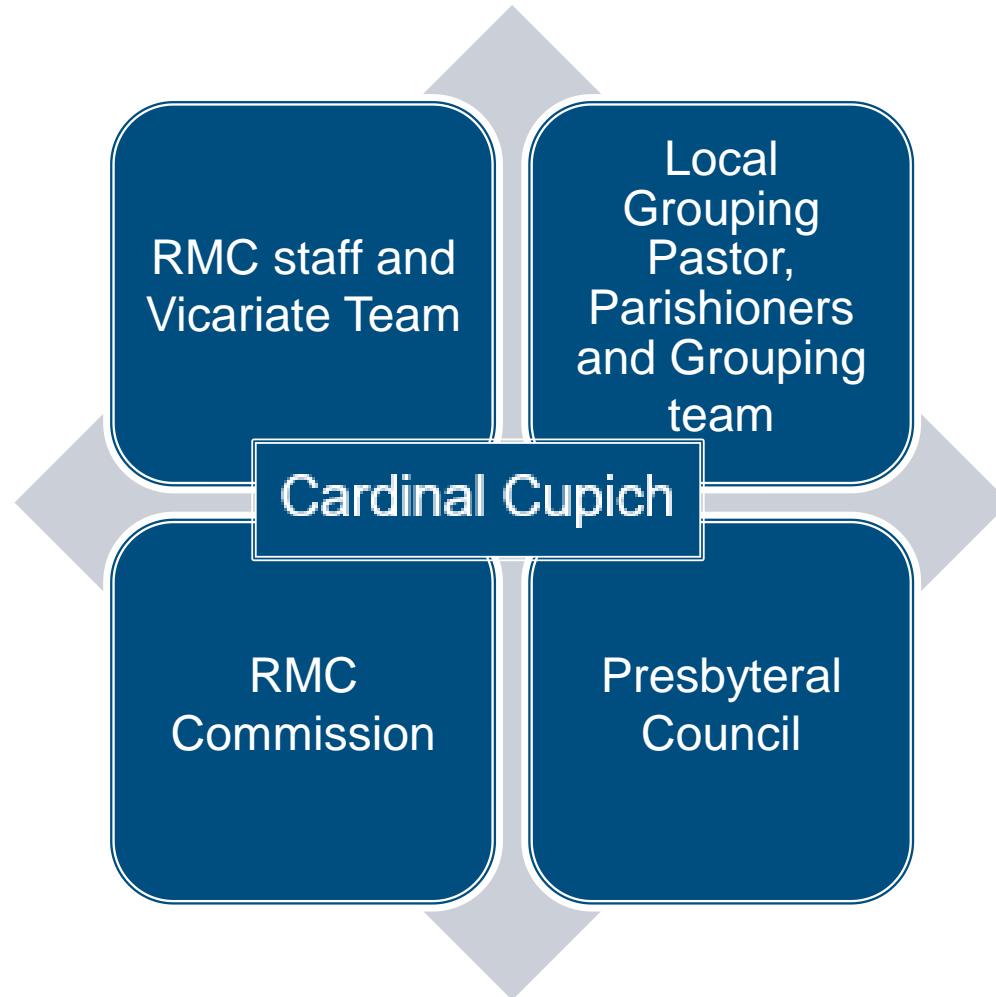 RMC staff and
Vicariate Team
Local
Grouping
Pastor,
Parishioners
and Grouping
team
Cardinal Cupich
RMC
Commission
Presbyteral
Council